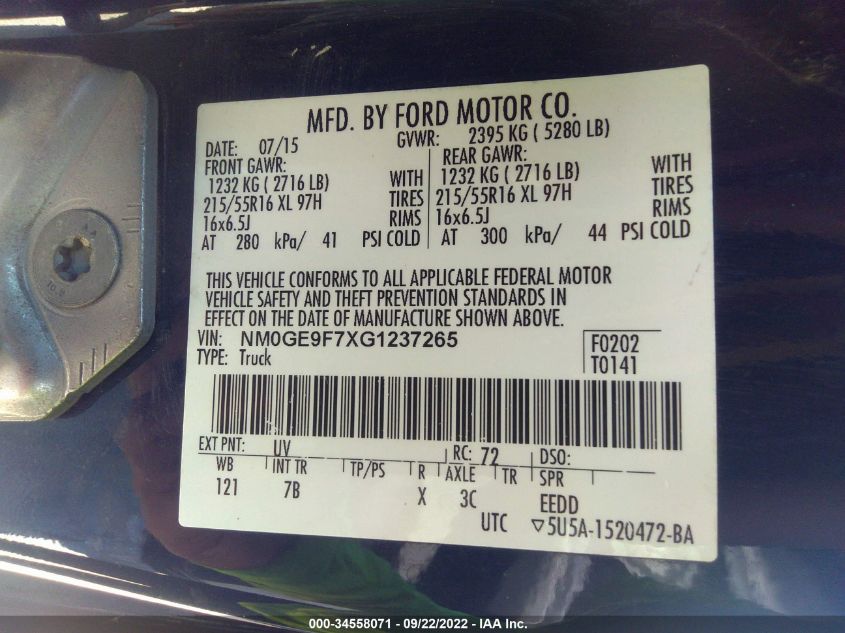 MFD. BY FORD MOTOR CO.
DATE: 07/15 GVWR: 2395 KG ( 5280 LB)
FRONT GAWR: REAR GAWR:
1232 KG ( 2716 LB) WITH 1232 KG ( 2716 LB) WITH
215/55R16 XL 97H TIRES 215/55R16 XL 97H TIRES
16x6.5J RIMS 16x6.5J RIMS
AT 280 kPa/ 41 PSI COLD AT 300 kPa/ 44 PSI COLD
THIS VEHICLE CONFORMS TO ALL APPLICABLE FEDERAL MOTOR
VEHICLE SAFETY AND THEFT PREVENTION STANDARDS IN
EFFECT ON THE DATE OF MANUFACTURE SHOWN ABOVE.
VIN: NM0GE9F7XG1237265 F0202
TYPE: Truck T0141
EXT PNT: UV RC: 72 DSO:
WB INT TR TP/PS R AXLE TR SPR
121 7B X 3C EEDD
UTC ▽5U5A-1520472-BA
10.9
000-34558071 - 09/22/2022 - IAA Inc.